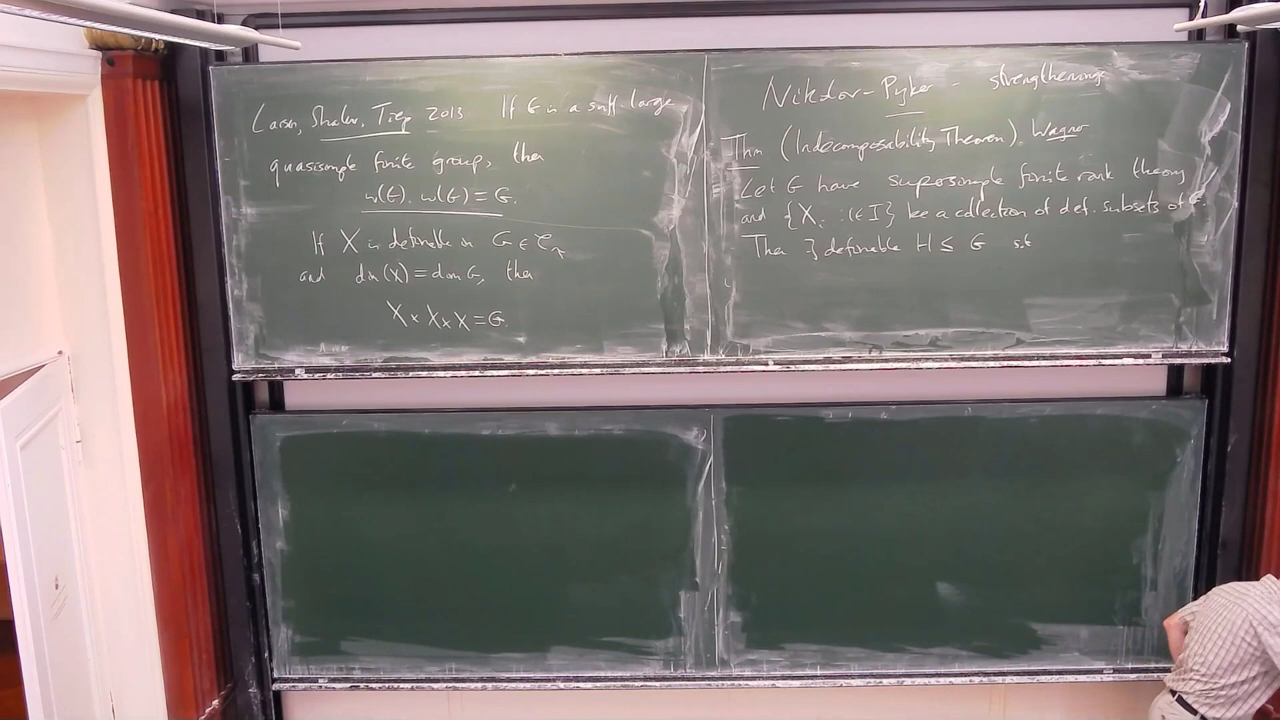 Larsen, Shalev, Tiep 2013 If G is a suff. large
quasisimple finite group, then
w(G). w(G) = G.
If X is definable in G ∈ 𝒞
and dim(X) = dim G, then
X × X × X = G.
Nikolov-Pyber - strengthenings
Thm (Indecomposability Theorem). Wagner
Let G have supersimple finite rank theory
and {Xᵢ : i ∈ I} be a collection of def. subsets of G.
Then ∃ definable H ≤ G s.t